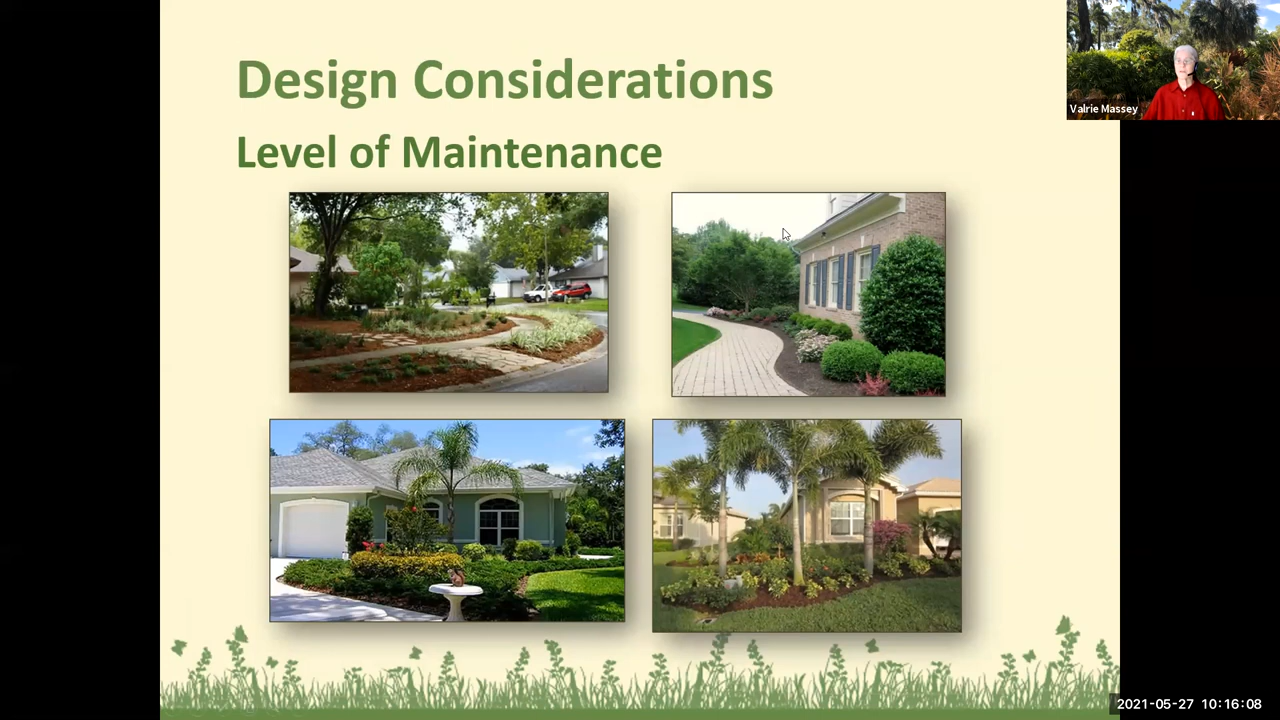 Design Considerations
Level of Maintenance
Valrie Massey
2021-05-27 10:16:08